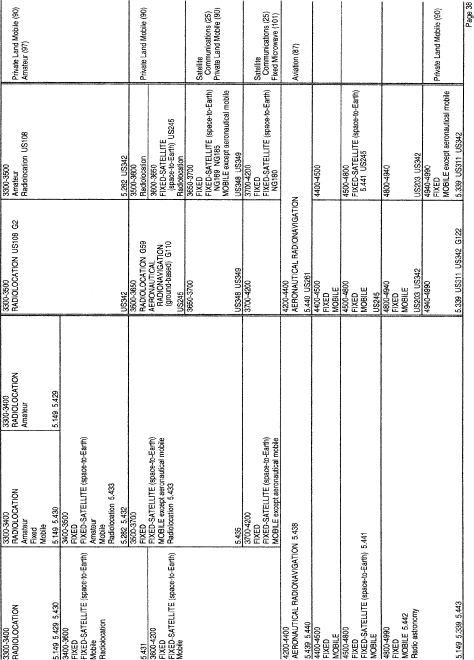 3300-3400
RADIOLOCATION
5.149 5.429 5.430
3400-3600
FIXED
FIXED-SATELLITE (space-to-Earth)
Mobile
Radiolocation
5.431
3600-4200
FIXED
FIXED-SATELLITE (space-to-Earth)
Mobile
3300-3400
RADIOLOCATION
Amateur
Fixed
Mobile
5.149 5.430
3300-3400
RADIOLOCATION
Amateur
5.149 5.429
3400-3500
FIXED
FIXED-SATELLITE (space-to-Earth)
Amateur
Mobile
Radiolocation 5.433
5.282 5.432
3500-3700
FIXED
FIXED-SATELLITE (space-to-Earth)
MOBILE except aeronautical mobile
Radiolocation 5.433
5.435
3700-4200
FIXED
FIXED-SATELLITE (space-to-Earth)
MOBILE except aeronautical mobile
4200-4400
AERONAUTICAL RADIONAVIGATION 5.438
5.439 5.440
4400-4500
FIXED
MOBILE
4500-4800
FIXED
FIXED-SATELLITE (space-to-Earth) 5.441
MOBILE
4800-4990
FIXED
MOBILE 5.442
Radio astronomy
5.149 5.339 5.443
3300-3500
RADIOLOCATION US108 G2
US342
3500-3650
RADIOLOCATION G59
AERONAUTICAL
RADIONAVIGATION
(ground-based) G110
US245
3650-3700
US348 US349
3700-4200
4200-4400
AERONAUTICAL RADIONAVIGATION
5.440 US261
4400-4500
FIXED
MOBILE
4500-4800
FIXED
MOBILE
US245
4800-4940
FIXED
MOBILE
US203 US342
4940-4990
5.339 US311 US342 G122
3300-3500
Amateur
Radiolocation US108
5.282 US342
3500-3600
Radiolocation
3600-3650
FIXED-SATELLITE
(space-to-Earth) US245
Radiolocation
3650-3700
FIXED
FIXED-SATELLITE (space-to-Earth)
NG169 NG185
MOBILE except aeronautical mobile
US348 US349
3700-4200
FIXED
FIXED-SATELLITE (space-to-Earth)
NG180
4400-4500
4500-4800
FIXED-SATELLITE (space-to-Earth)
5.441 US245
4800-4940
US203 US342
4940-4990
FIXED
MOBILE except aeronautical mobile
5.339 US311 US342
Private Land Mobile (90)
Amateur (97)
Private Land Mobile (90)
Satellite
Communications (25)
Private Land Mobile (90)
Satellite
Communications (25)
Fixed Microwave (101)
Aviation (87)
Private Land Mobile (90)
Page 38